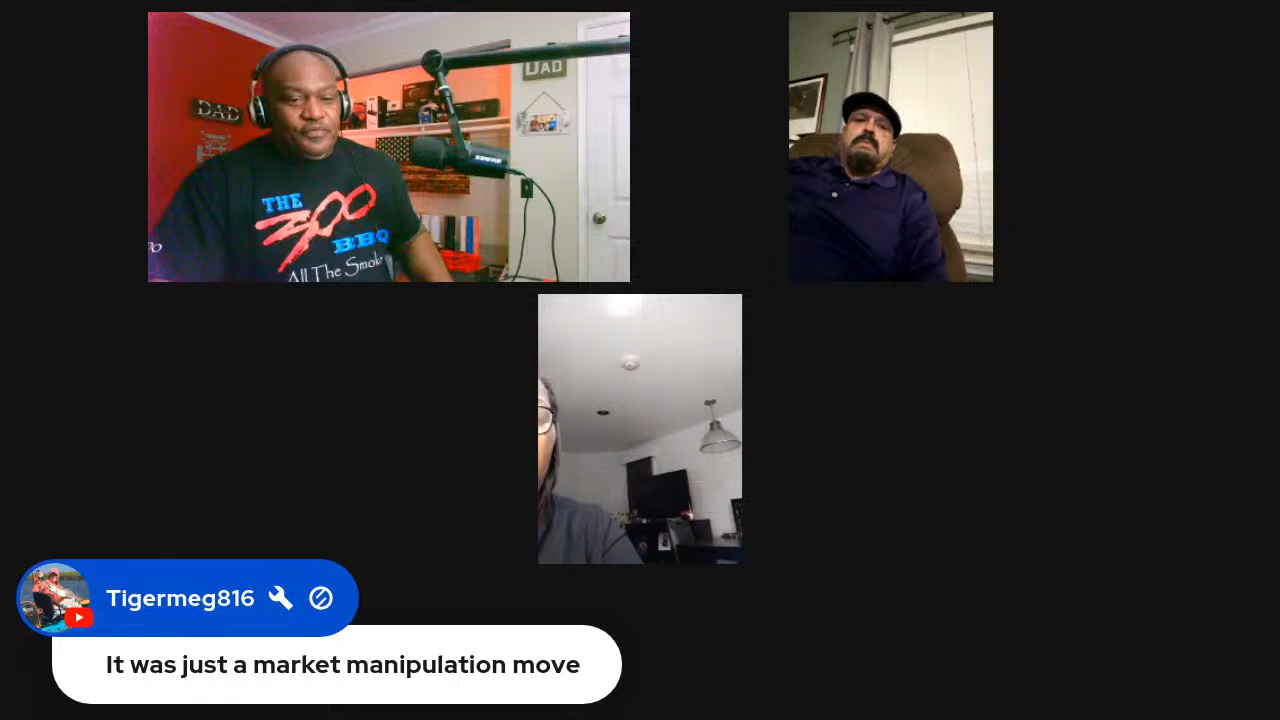 DAD
DAD
THE
300
BBQ
All The Smoke
Tigermeg816
It was just a market manipulation move